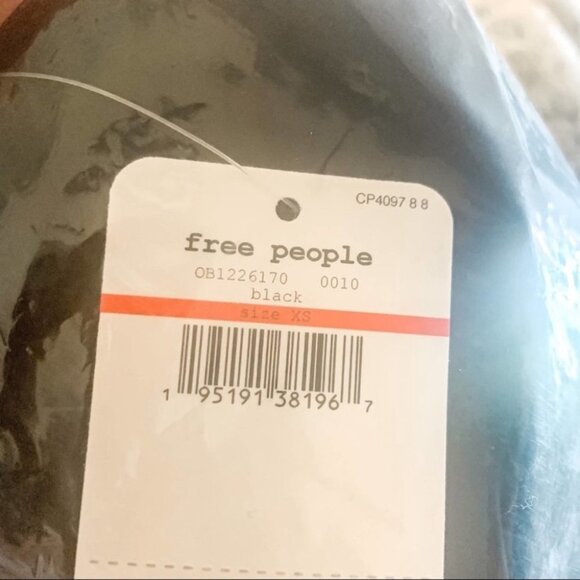 CP4097 8 8
free people
OB1226170 0010
black
size XS
1 95191 38196 7